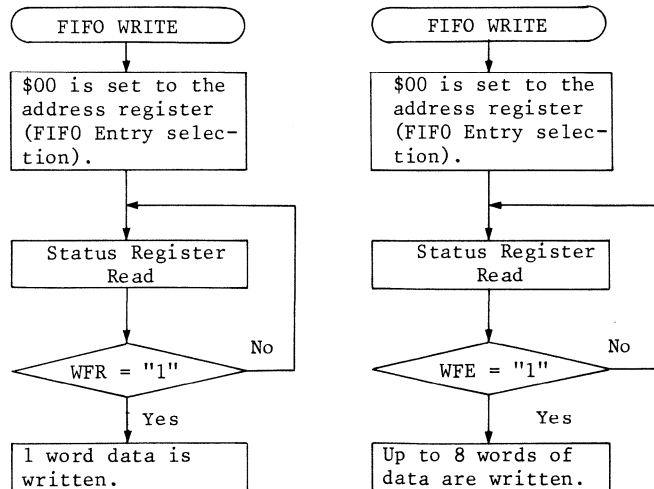 FIFO WRITE
$00 is set to the
address register
(FIFO Entry selec-
tion).
Status Register
Read
WFR = "1"
No
Yes
1 word data is
written.
FIFO WRITE
$00 is set to the
address register
(FIFO Entry selec-
tion).
Status Register
Read
WFE = "1"
No
Yes
Up to 8 words of
data are written.